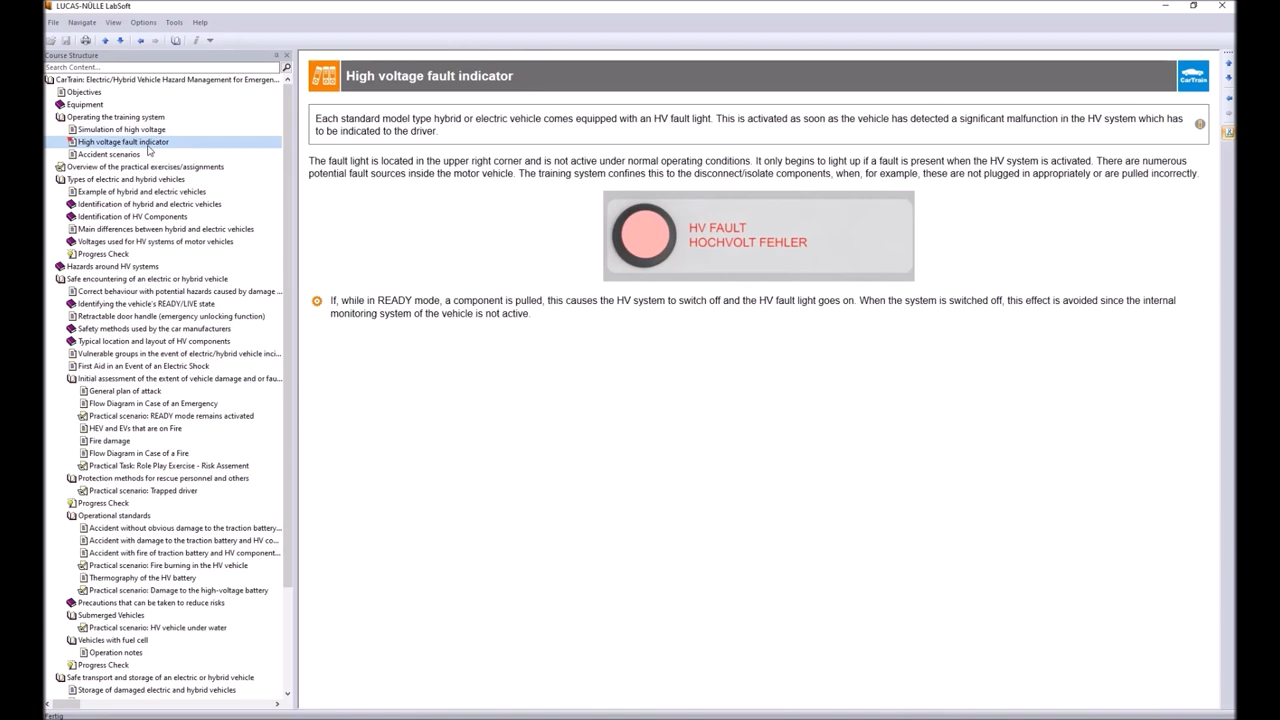 LUCAS-NÜLLE LabSoft
File Navigate View Options Tools Help
Course Structure
Search Content...
CarTrain: Electric/Hybrid Vehicle Hazard Management for Emergen...
Objectives
Equipment
Operating the training system
Simulation of high voltage
High voltage fault indicator
Accident scenarios
Overview of the practical exercises/assignments
Types of electric and hybrid vehicles
Example of hybrid and electric vehicles
Identification of hybrid and electric vehicles
Identification of HV Components
Main differences between hybrid and electric vehicles
Voltages used for HV systems of motor vehicles
Progress Check
Hazards around HV systems
Safe encountering of an electric or hybrid vehicle
Correct behaviour with potential hazards caused by damage ...
Identifying the vehicle's READY/LIVE state
Retractable door handle (emergency unlocking function)
Safety methods used by the car manufacturers
Typical location and layout of HV components
Vulnerable groups in the event of electric/hybrid vehicle inci...
First Aid in an Event of an Electric Shock
Initial assessment of the extent of vehicle damage and or fau...
General plan of attack
Flow Diagram in Case of an Emergency
Practical scenario: READY mode remains activated
HEV and EVs that are on Fire
Fire damage
Flow Diagram in Case of a Fire
Practical Task: Role Play Exercise - Risk Assement
Protection methods for rescue personnel and others
Practical scenario: Trapped driver
Progress Check
Operational standards
Accident without obvious damage to the traction battery...
Accident with damage to the traction battery and HV co...
Accident with fire of traction battery and HV component...
Practical scenario: Fire burning in the HV vehicle
Thermography of the HV battery
Practical scenario: Damage to the high-voltage battery
Precautions that can be taken to reduce risks
Submerged Vehicles
Practical scenario: HV vehicle under water
Vehicles with fuel cell
Operation notes
Progress Check
Safe transport and storage of an electric or hybrid vehicle
Storage of damaged electric and hybrid vehicles
Fertig
High voltage fault indicator
CarTrain
Each standard model type hybrid or electric vehicle comes equipped with an HV fault light. This is activated as soon as the vehicle has detected a significant malfunction in the HV system which has
to be indicated to the driver.
The fault light is located in the upper right corner and is not active under normal operating conditions. It only begins to light up if a fault is present when the HV system is activated. There are numerous
potential fault sources inside the motor vehicle. The training system confines this to the disconnect/isolate components, when, for example, these are not plugged in appropriately or are pulled incorrectly.
HV FAULT
HOCHVOLT FEHLER
If, while in READY mode, a component is pulled, this causes the HV system to switch off and the HV fault light goes on. When the system is switched off, this effect is avoided since the internal
monitoring system of the vehicle is not active.